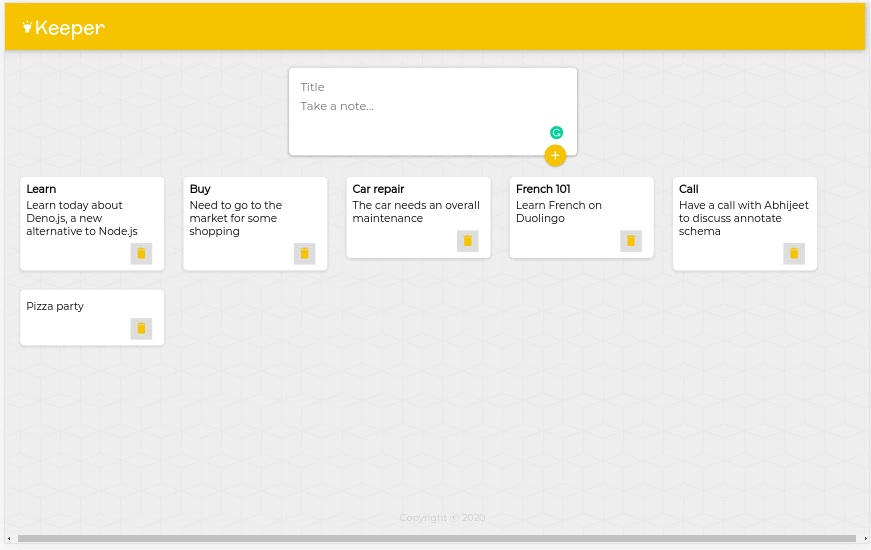 Keeper
Title
Take a note...
Learn
Learn today about
Deno.js, a new
alternative to Node.js
Buy
Need to go to the
market for some
shopping
Car repair
The car needs an overall
maintenance
French 101
Learn French on
Duolingo
Call
Have a call with Abhijeet
to discuss annotate
schema
Pizza party
Copyright © 2020